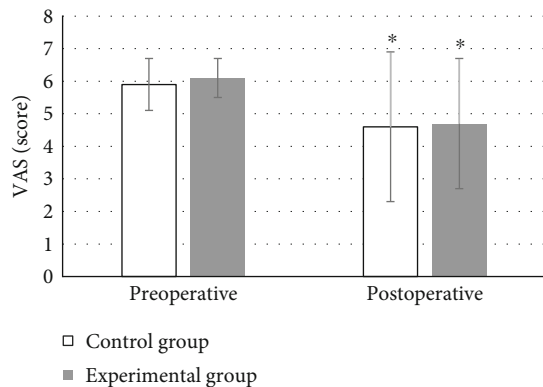 8
7
6
5
4
3
2
1
0
VAS (score)
* *
Preoperative Postoperative
Control group
Experimental group